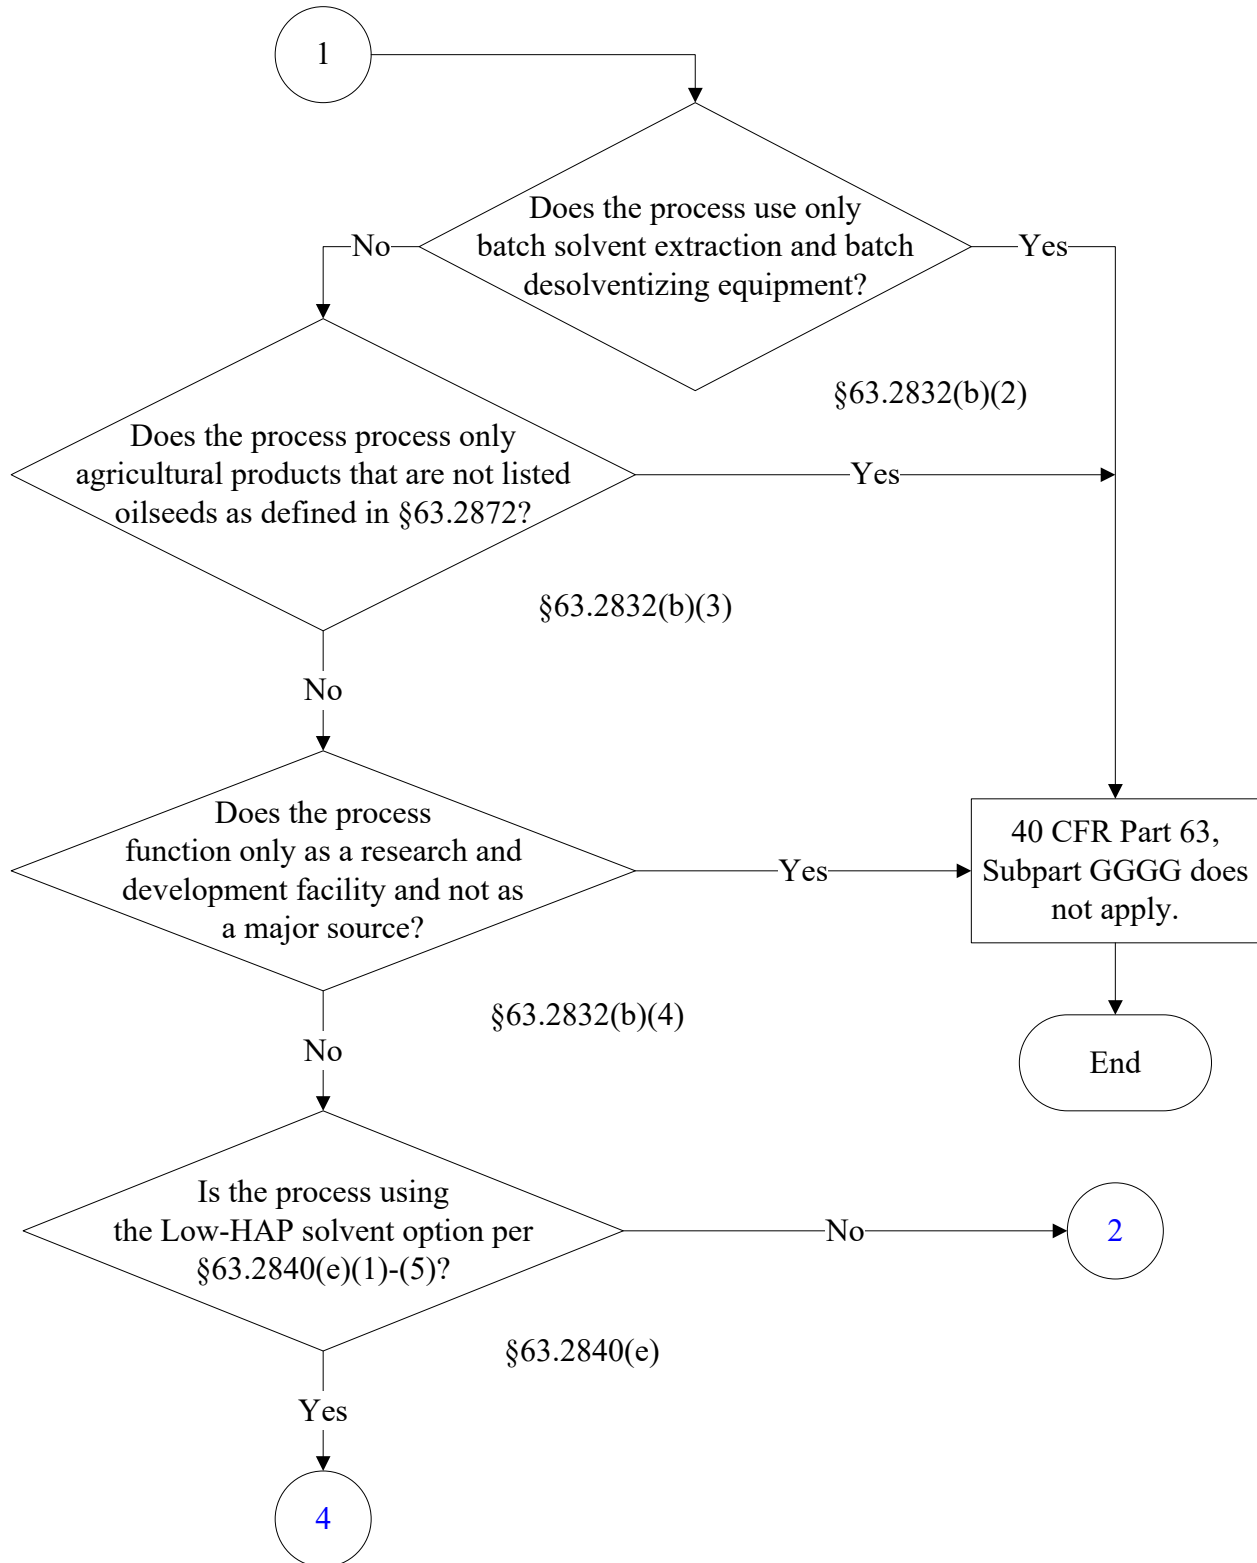 1
Does the process use only
batch solvent extraction and batch
desolventizing equipment?
No
Yes
§63.2832(b)(2)
Does the process process only
agricultural products that are not listed
oilseeds as defined in §63.2872?
Yes
§63.2832(b)(3)
No
Does the process
function only as a research and
development facility and not as
a major source?
Yes
40 CFR Part 63,
Subpart GGGG does
not apply.
§63.2832(b)(4)
No
End
Is the process using
the Low-HAP solvent option per
§63.2840(e)(1)-(5)?
No
2
§63.2840(e)
Yes
4